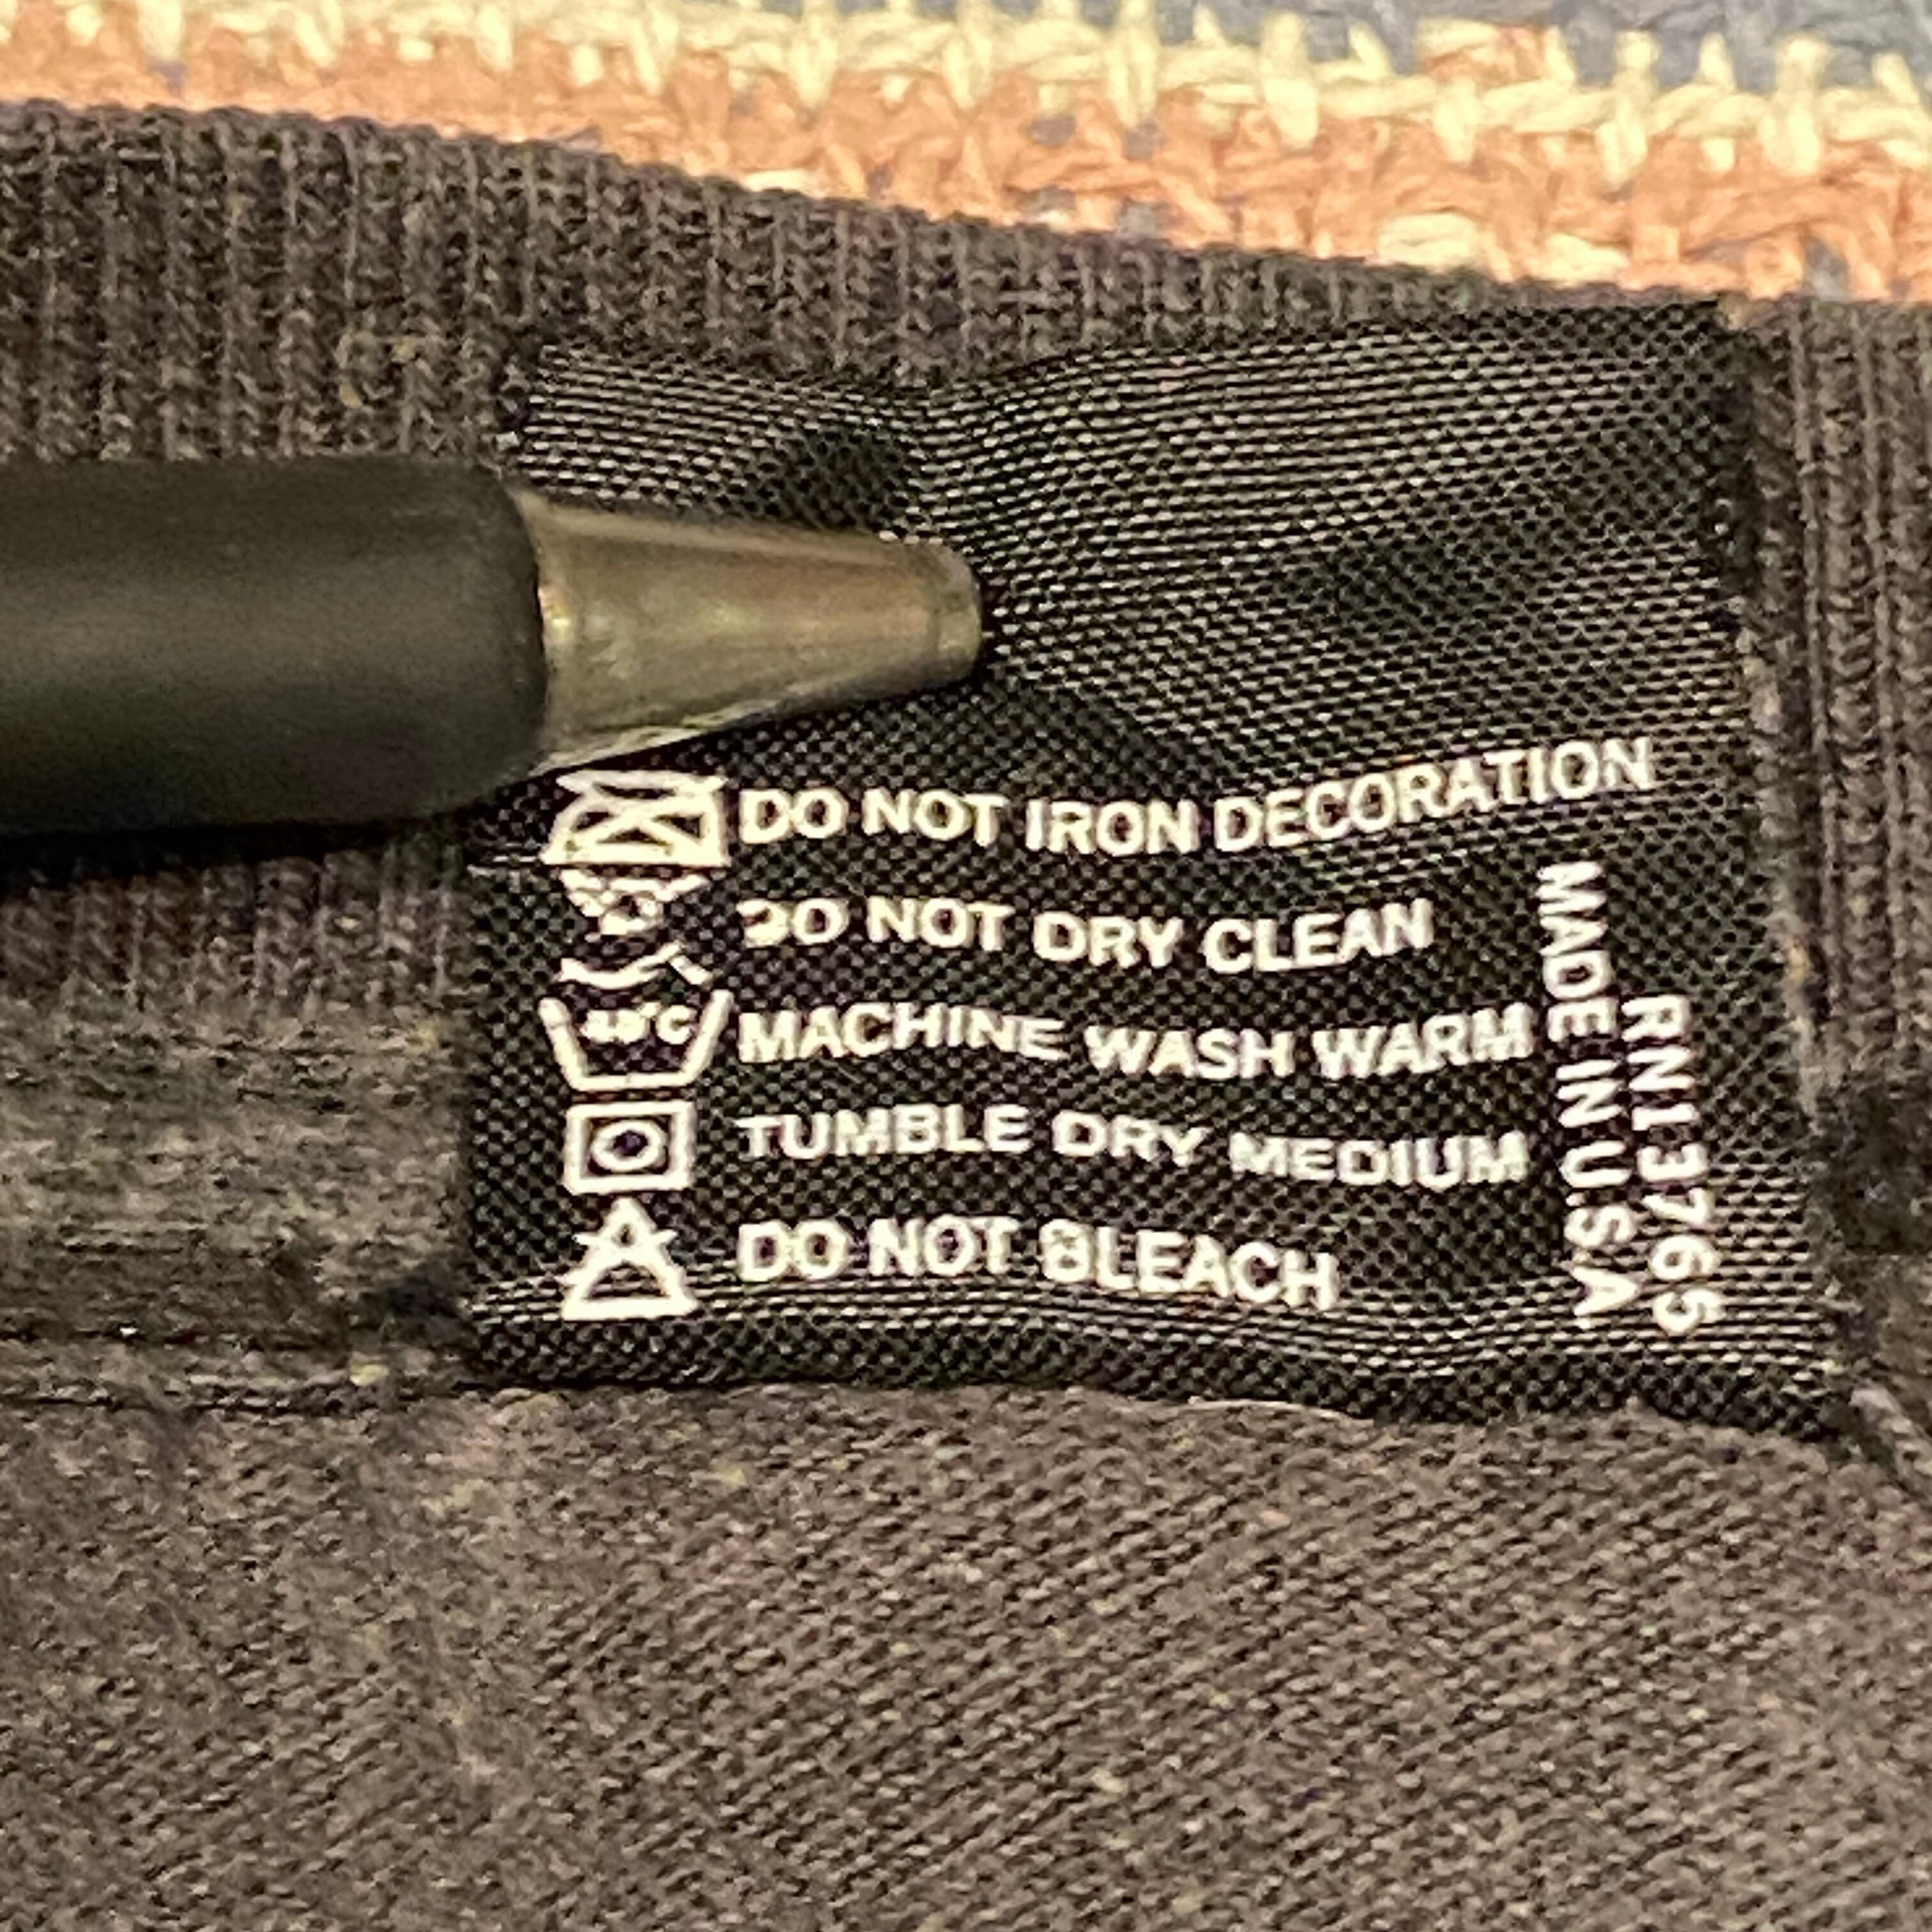 DO NOT IRON DECORATION
DO NOT DRY CLEAN
40°C MACHINE WASH WARM
TUMBLE DRY MEDIUM
DO NOT BLEACH
MADE IN U.S.A
RN13765